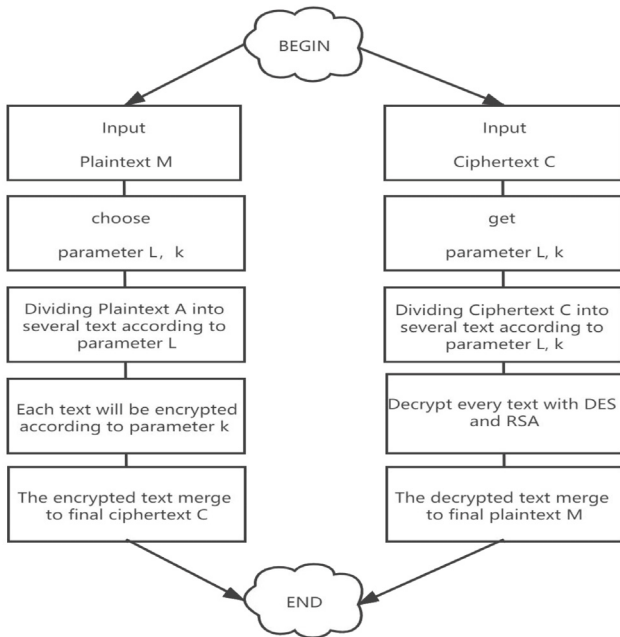 BEGIN
Input
Plaintext M
choose
parameter L, k
Dividing Plaintext A into
several text according to
parameter L
Each text will be encrypted
according to parameter k
The encrypted text merge
to final ciphertext C
Input
Ciphertext C
get
parameter L, k
Dividing Ciphertext C into
several text according to
parameter L, k
Decrypt every text with DES
and RSA
The decrypted text merge
to final plaintext M
END